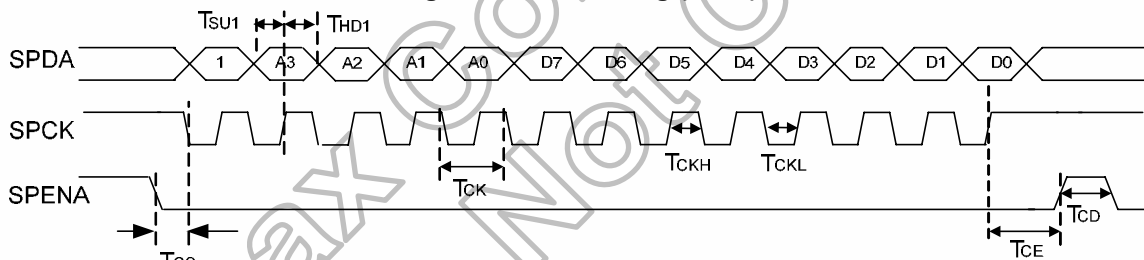 TSU1 THD1
SPDA 1 A3 A2 A1 A0 D7 D6 D5 D4 D3 D2 D1 D0
SPCK
TCK TCKH TCKL
SPENA
TCD
TCE